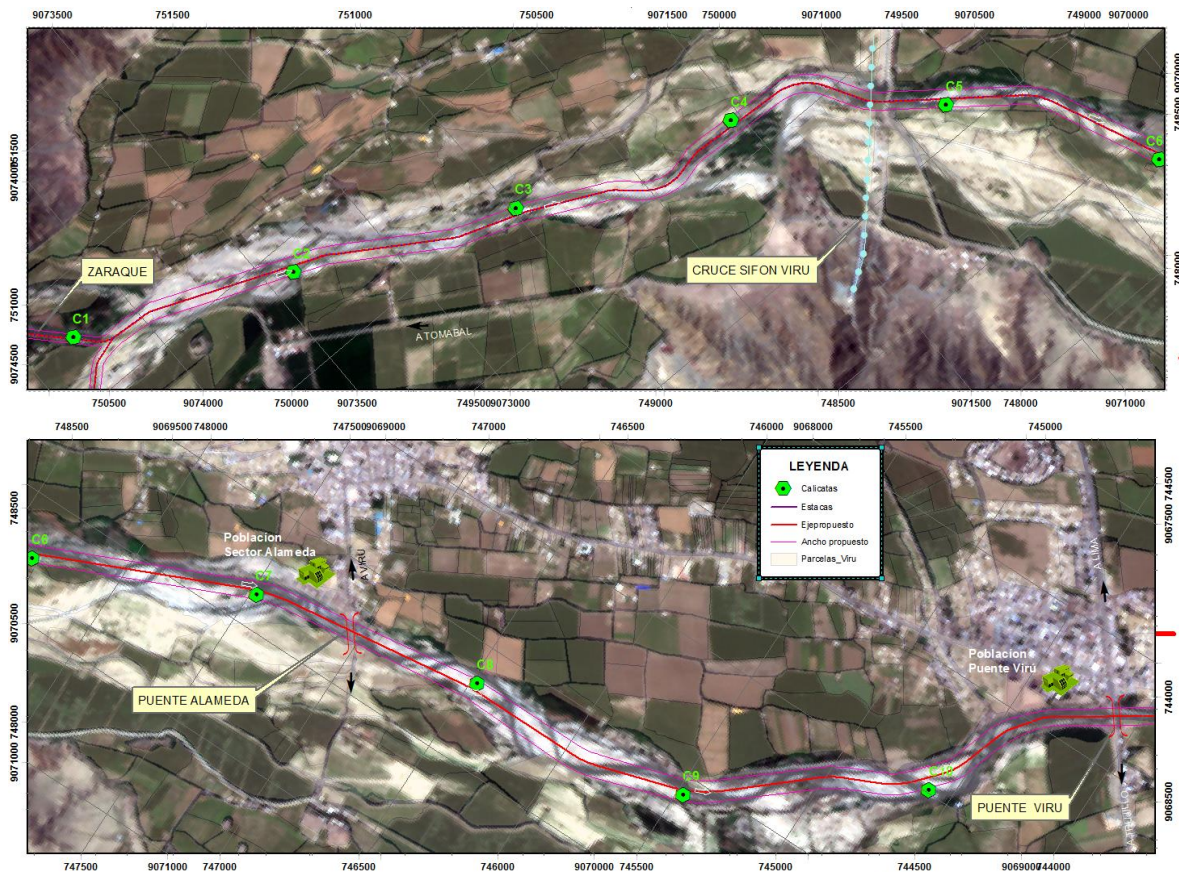 9073500 751500 751000 750500 9071500 750000 9071000 749500 9070500 749000 9070000
9070000
748500
748000
9074000 751500
751000
9074500
C1
C2
C3
C4
C5
C6
ZARAQUE
A TOMABAL
CRUCE SIFON VIRU
750500 9074000 750000 9073500 749500 9073000 749000 748500 9071500 748000 9071000
748500 9069500 748000 747500 9069000 747000 746500 746000 9068000 745500 745000
748500
9070500
748000
9071000
744500
9067500
744000
9068500
LEYENDA
Calicatas
Estacas
Ejepropuesto
Ancho propuesto
Parcelas_Viru
C6
C7
C8
C9
C10
Poblacion
Sector Alameda
A VIRU
PUENTE ALAMEDA
A LIMA
Poblacion
Puente Virú
PUENTE VIRU
A TRUJILLO
747500 9071000 747000 746500 746000 9070000 745500 745000 744500 9069000 744000